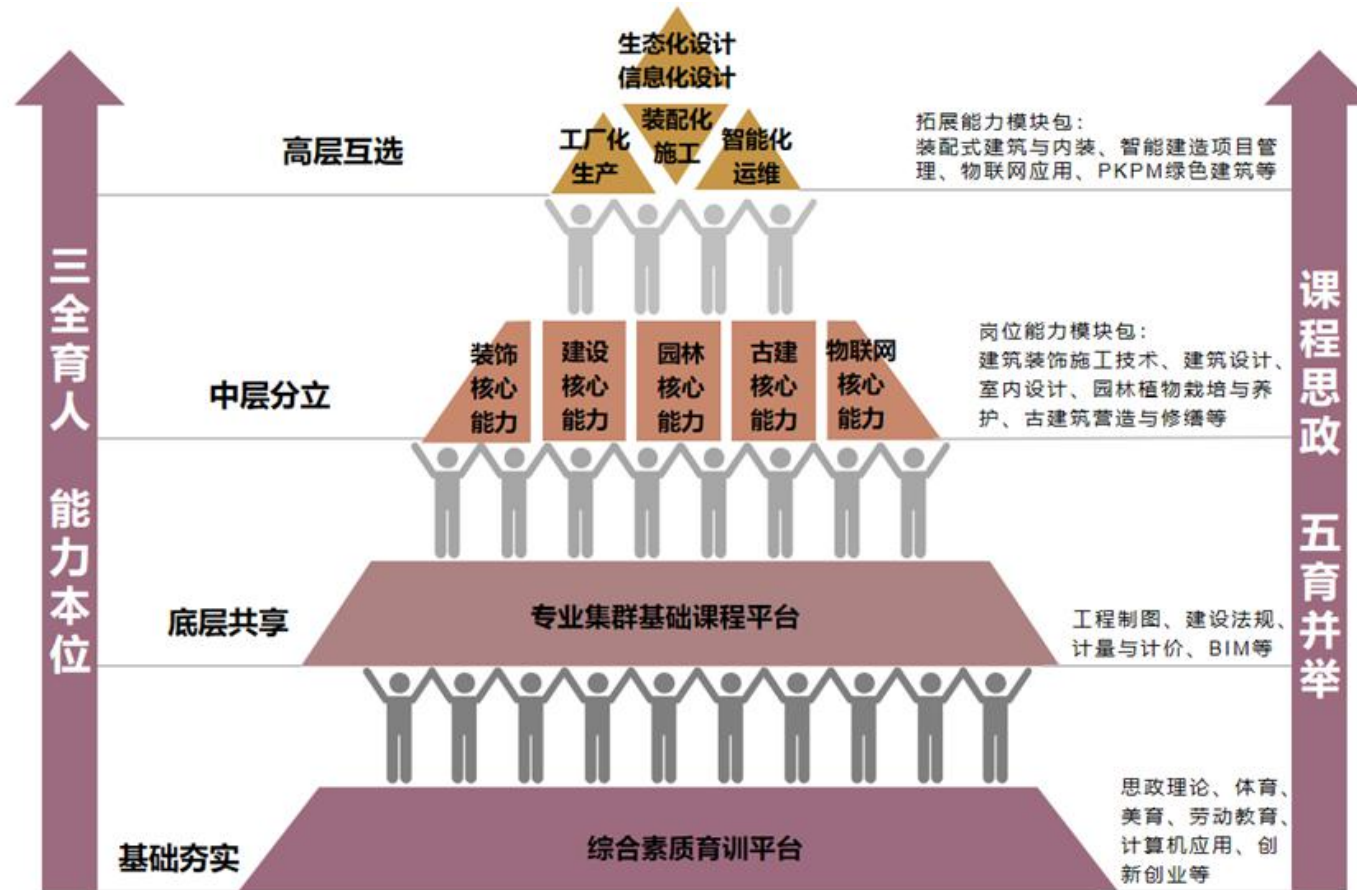 生态化设计
信息化设计
装配化
施工
工厂化
生产
智能化
运维
高层互选
拓展能力模块包：
装配式建筑与内装、智能建造项目管
理、物联网应用、PKPM绿色建筑等
三全育人 能力本位
课程思政 五育并举
中层分立
装饰
核心
能力
建设
核心
能力
园林
核心
能力
古建
核心
能力
物联网
核心
能力
岗位能力模块包：
建筑装饰施工技术、建筑设计、
室内设计、园林植物栽培与养
护、古建筑营造与修缮等
底层共享
专业集群基础课程平台
工程制图、建设法规、
计量与计价、BIM等
基础夯实
综合素质育训平台
思政理论、体育、
美育、劳动教育、
计算机应用、创
新创业等